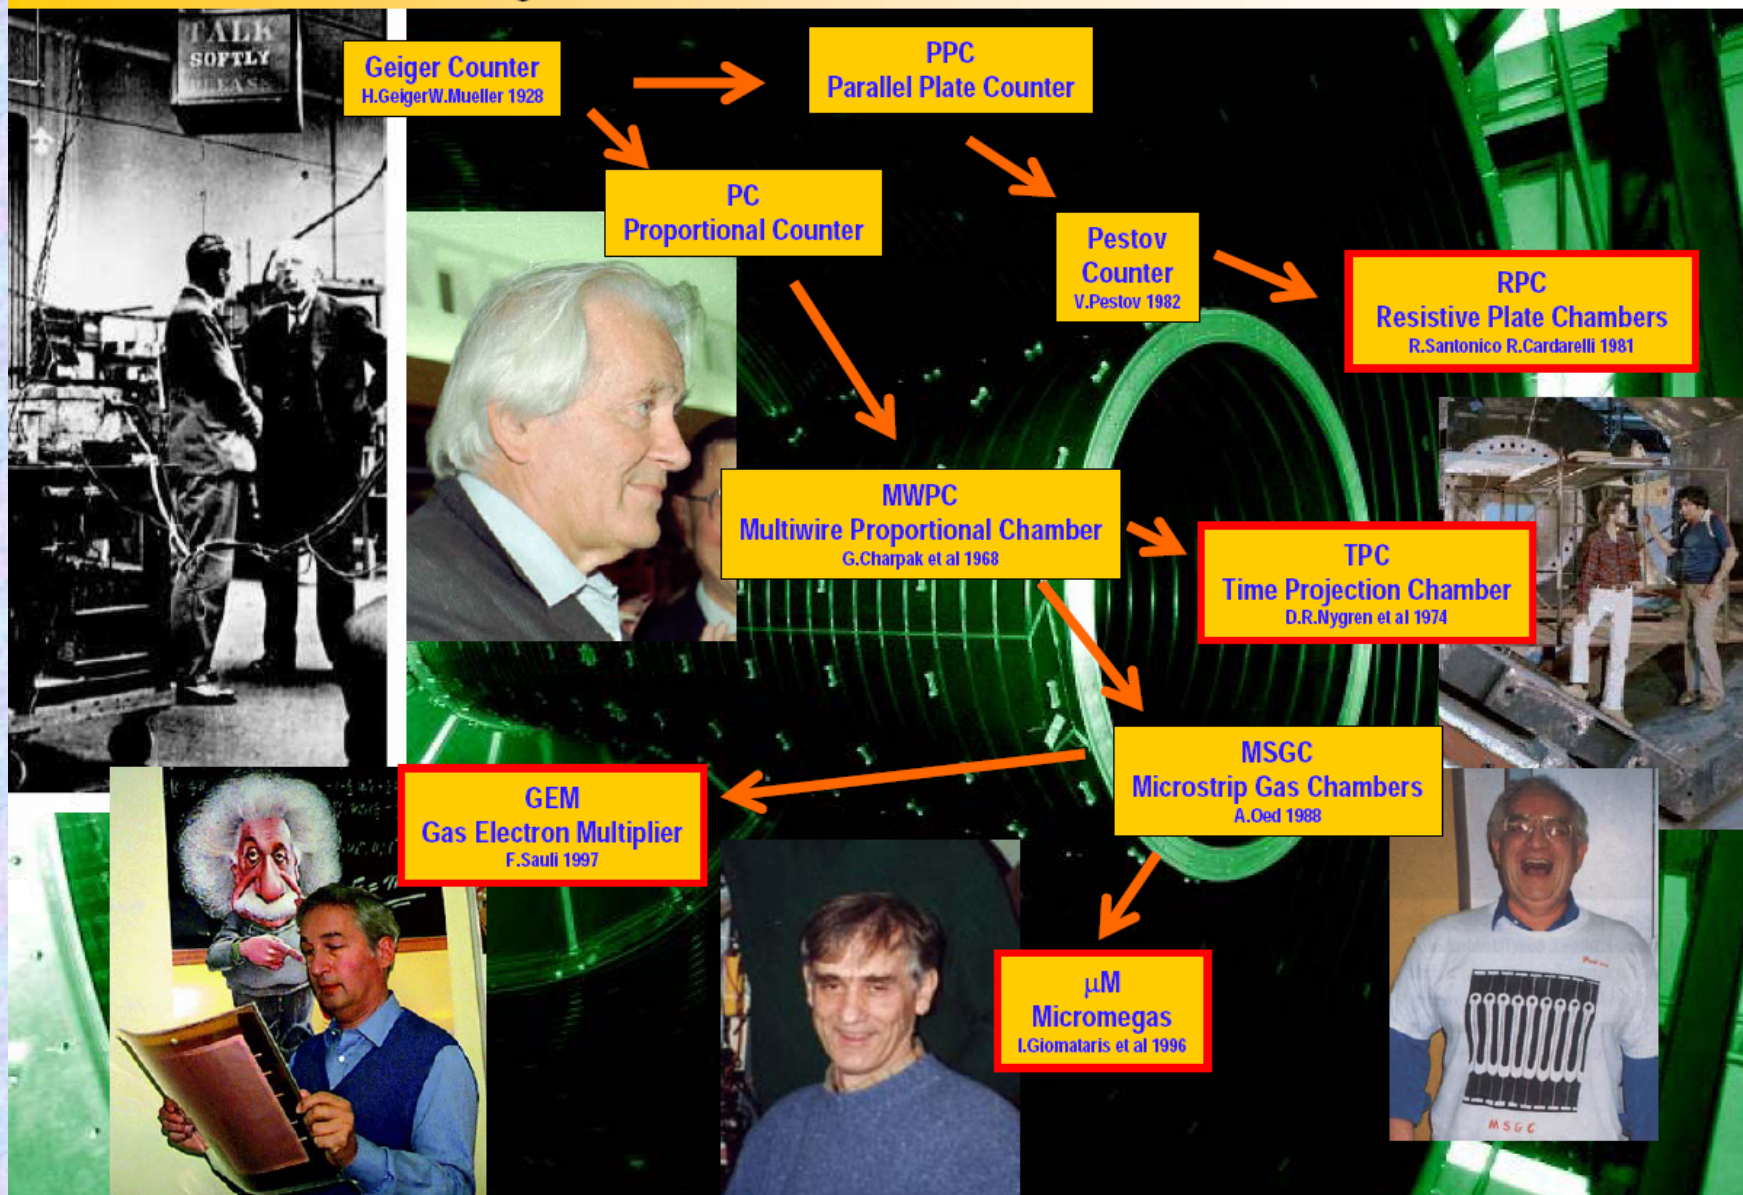 TALK
SOFTLY
PLEASE
Geiger Counter
H.GeigerW.Mueller 1928
PPC
Parallel Plate Counter
PC
Proportional Counter
Pestov
Counter
V.Pestov 1982
RPC
Resistive Plate Chambers
R.Santonico R.Cardarelli 1981
MWPC
Multiwire Proportional Chamber
G.Charpak et al 1968
TPC
Time Projection Chamber
D.R.Nygren et al 1974
MSGC
Microstrip Gas Chambers
A.Oed 1988
GEM
Gas Electron Multiplier
F.Sauli 1997
μM
Micromegas
I.Giomataris et al 1996
MSGC